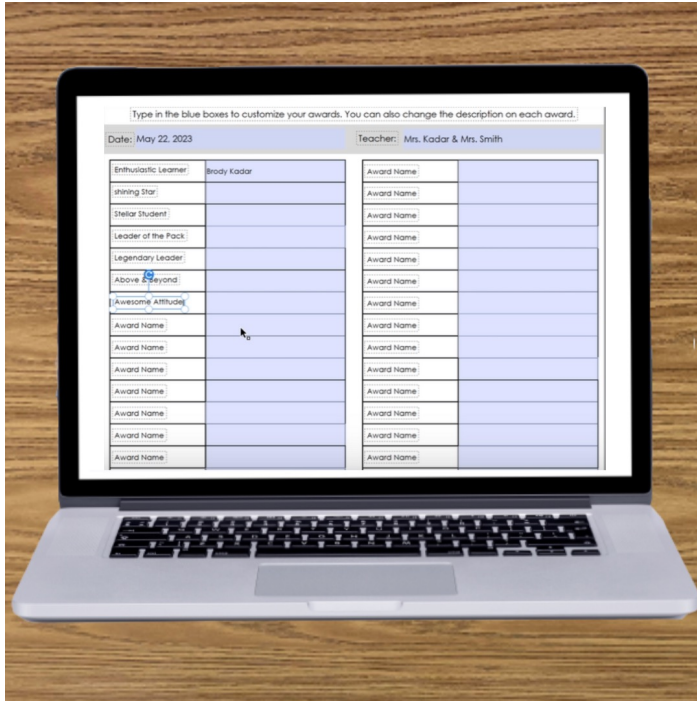 Type in the blue boxes to customize your awards. You can also change the description on each award.
Date: May 22, 2023 Teacher: Mrs. Kadar & Mrs. Smith
Enthusiastic Learner Brody Kadar Award Name
shining Star Award Name
Stellar Student Award Name
Leader of the Pack Award Name
Legendary Leader Award Name
Above & Beyond Award Name
Awesome Attitude Award Name
Award Name Award Name
Award Name Award Name
Award Name Award Name
Award Name Award Name
Award Name Award Name
Award Name Award Name
Award Name Award Name